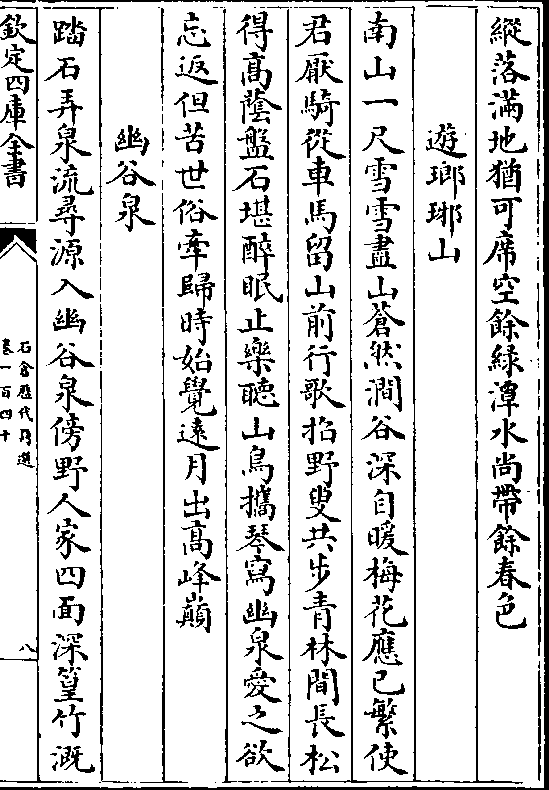 縱落滿地猶可席空餘緑潭水尚帶餘春色
遊瑯琊山
南山一尺雪雪盡山蒼然澗谷深自暖梅花應已繁使
君厭騎從車馬留山前行歌招野叟共步青林間長松
得髙蔭盤石堪醉眠止樂聽山鳥攜琴寫幽泉愛之欲
忘返但苦世俗牽歸時始覺遠月出髙峰巔
幽谷泉
踏石弄泉流尋源入幽谷泉傍野人家四面深篁竹溉
欽定四庫全書
石倉歷代詩選
卷一百四十
八